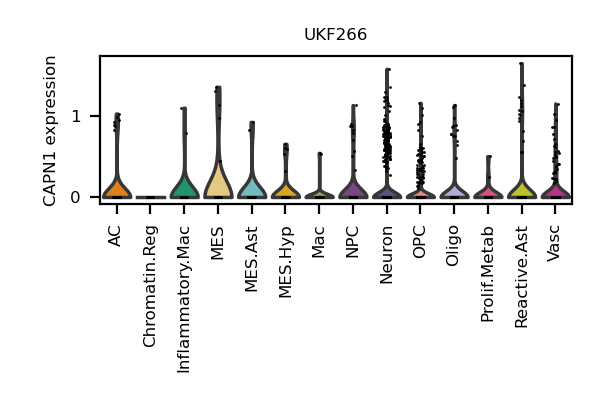 UKF266
CAPN1 expression
1
0
AC
Chromatin.Reg
Inflammatory.Mac
MES
MES.Ast
MES.Hyp
Mac
NPC
Neuron
OPC
Oligo
Prolif.Metab
Reactive.Ast
Vasc